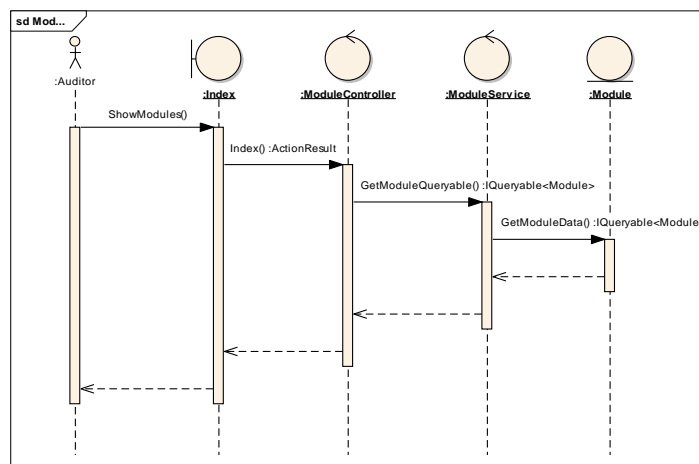 sd Mod...
:Auditor
:Index
:ModuleController
:ModuleService
:Module
ShowModules()
Index() :ActionResult
GetModuleQueryable() :IQueryable<Module>
GetModuleData() :IQueryable<Module